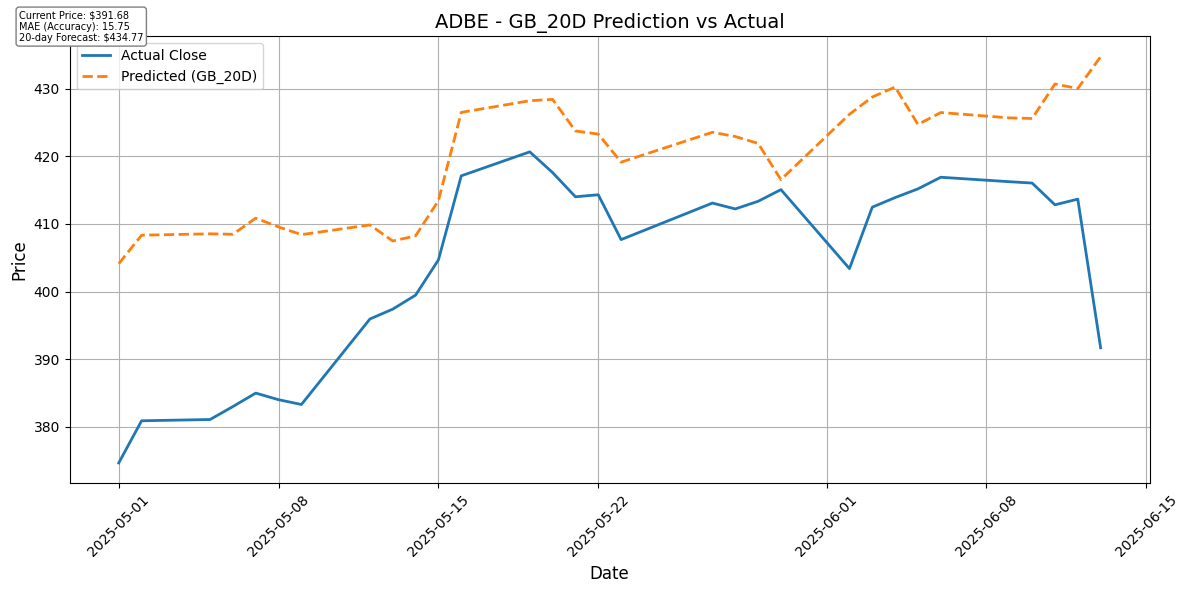 Current Price: $391.68
MAE (Accuracy): 15.75
20-day Forecast: $434.77
ADBE - GB_20D Prediction vs Actual
Actual Close
Predicted (GB_20D)
Price
430
420
410
400
390
380
2025-05-01
2025-05-08
2025-05-15
2025-05-22
2025-06-01
2025-06-08
2025-06-15
Date